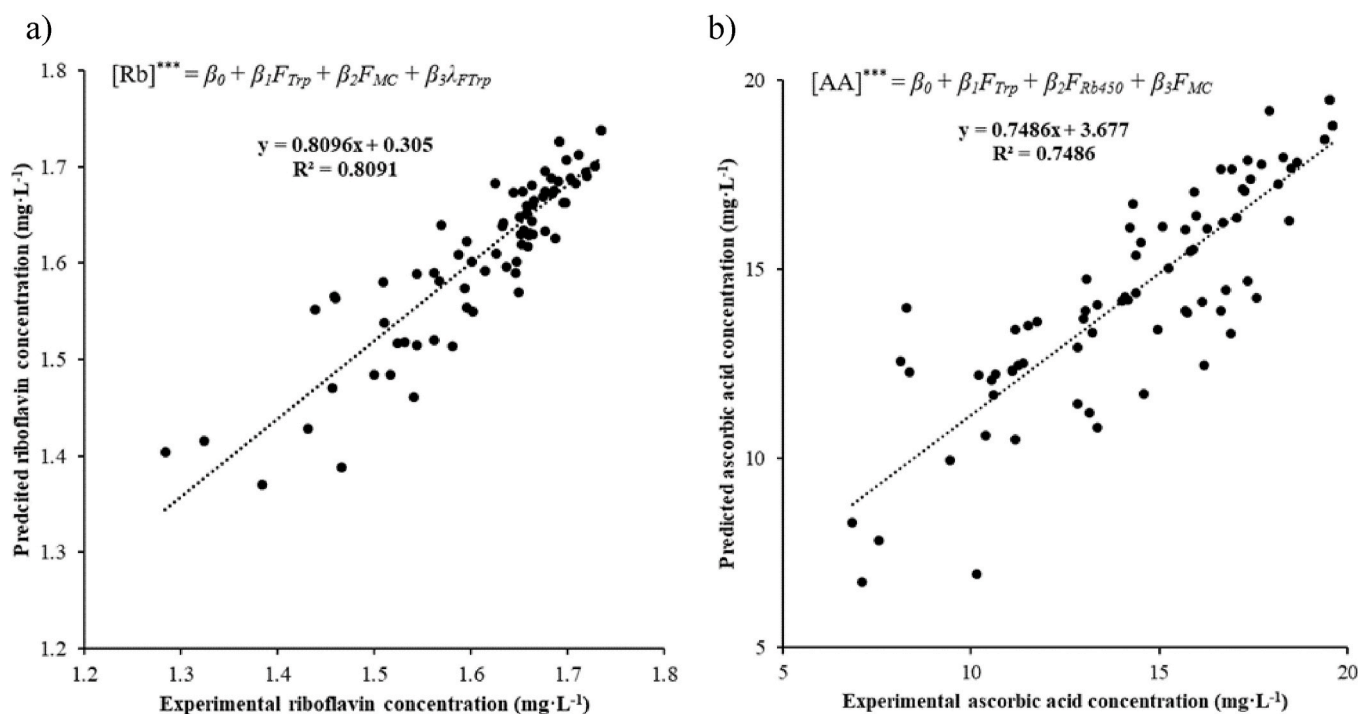 a)
[Rb]*** = β0 + β1FTrp + β2FMC + β3λFTrp
y = 0.8096x + 0.305
R² = 0.8091
Predcited riboflavin concentration (mg·L-1)
1.8
1.7
1.6
1.5
1.4
1.3
1.2
1.2 1.3 1.4 1.5 1.6 1.7 1.8
Experimental riboflavin concentration (mg·L-1)
b)
[AA]*** = β0 + β1FTrp + β2FRb450 + β3FMC
y = 0.7486x + 3.677
R² = 0.7486
Predicted ascorbic acid concentration (mg·L-1)
20
15
10
5
5 10 15 20
Experimental ascorbic acid concentration (mg·L-1)